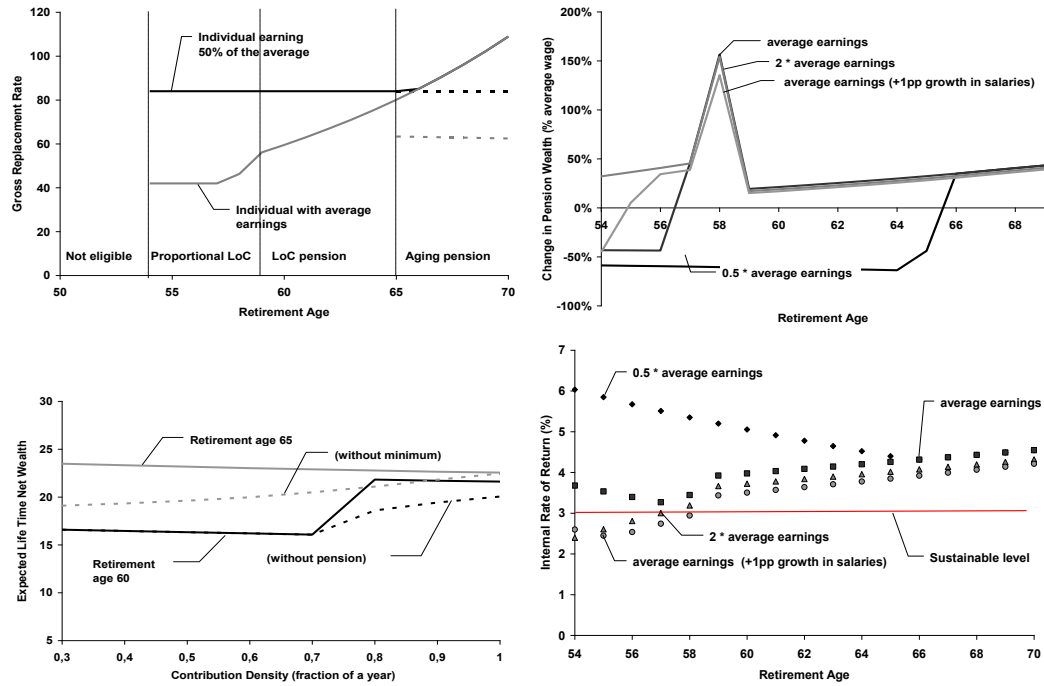 Gross Replacement Rate
120
100
80
60
40
20
0
Individual earning
50% of the average
Individual with average
earnings
Not eligible
Proportional LoC
LoC pension
Aging pension
50
55
60
65
70
Retirement Age
Change in Pension Wealth (% average wage)
200%
150%
100%
50%
0%
-50%
-100%
average earnings
2 * average earnings
average earnings (+1pp growth in salaries)
54
56
58
60
62
64
66
68
0.5 * average earnings
Retirement Age
Expected Life Time Net Wealth
30
25
20
15
10
5
Retirement age 65
(without minimum)
(without pension)
Retirement
age 60
0,3
0,4
0,5
0,6
0,7
0,8
0,9
1
Contribution Density (fraction of a year)
Internal Rate of Return (%)
7
6
5
4
3
2
1
0
0.5 * average earnings
average earnings
2 * average earnings
average earnings (+1pp growth in salaries)
Sustainable level
54
56
58
60
62
64
66
68
70
Retirement Age